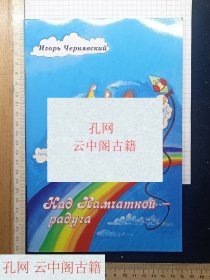 Игорь Чернявский
孔网
云中阁古籍
Над Камчаткой
радуга
孔网 云中阁古籍